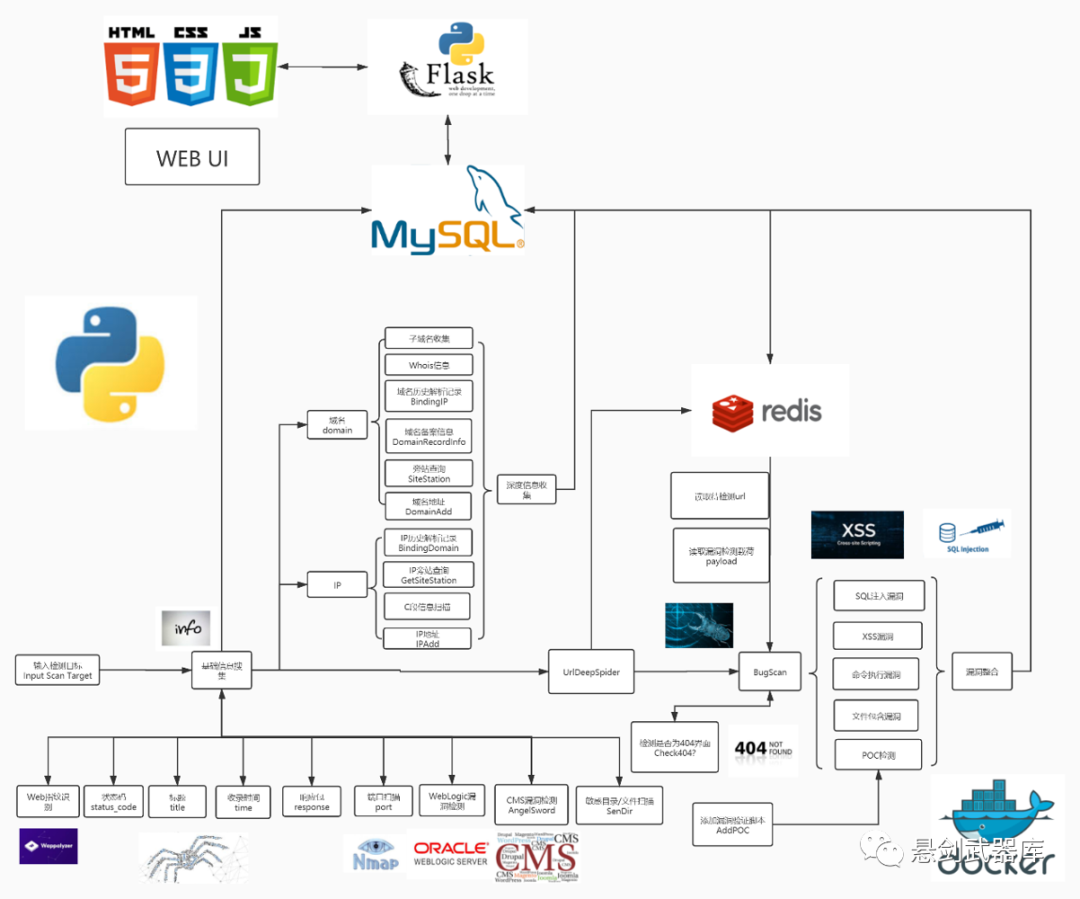 HTML CSS JS
5 3
Flask
web development,
one drop at a time
WEB UI
MySQL®
子域名收集
Whois信息
域名历史解析记录
BindingIP
域名
domain
域名备案信息
DomainRecordInfo
旁站查询
SiteStation
域名地址
DomainAdd
深度信息收
集
IP历史解析记录
BindingDomain
IP
IP旁站查询
GetSiteStation
C段信息扫描
IP地址
IPAdd
redis
读取待检测url
读取漏洞检测载荷
payload
XSS
Cross-site Scripting
SQL Injection
info
输入检测目标
Input Scan Target
基础信息搜
集
UrlDeepSpider
BugScan
SQL注入漏洞
XSS漏洞
命令执行漏洞
文件包含漏洞
POC检测
漏洞整合
检测是否为404界面
Check404?
404 NOT
FOUND
Web指纹识
别
状态码
status_code
标题
title
收录时间
time
响应包
response
端口扫描
port
WebLogic漏
洞检测
CMS漏洞检测
AngelSword
敏感目录/文件扫描
SenDir
添加漏洞验证脚本
AddPOC
Wappalyzer
Nmap
ORACLE®
WEBLOGIC SERVER
CMS
悬剑武器库
docker